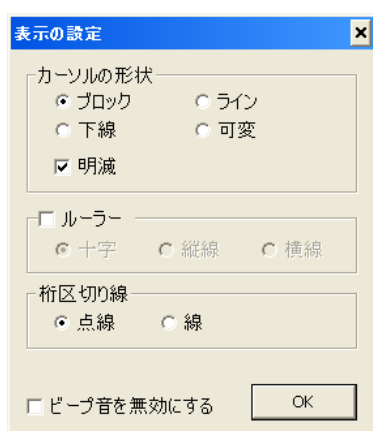 表示の設定
カーソルの形状
ブロック ライン
下線 可変
明滅
ルーラー
十字 縦線 横線
桁区切り線
点線 線
ビープ音を無効にする OK